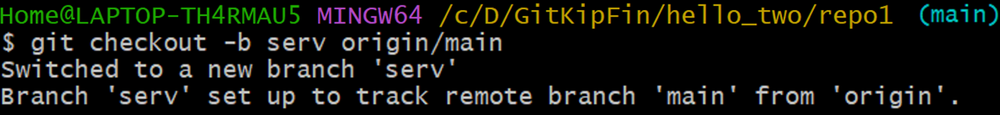 Home@LAPTOP-TH4RMAU5 MINGW64 /c/D/GitKipFin/hello_two/repo1 (main)
$ git checkout -b serv origin/main
Switched to a new branch 'serv'
Branch 'serv' set up to track remote branch 'main' from 'origin'.